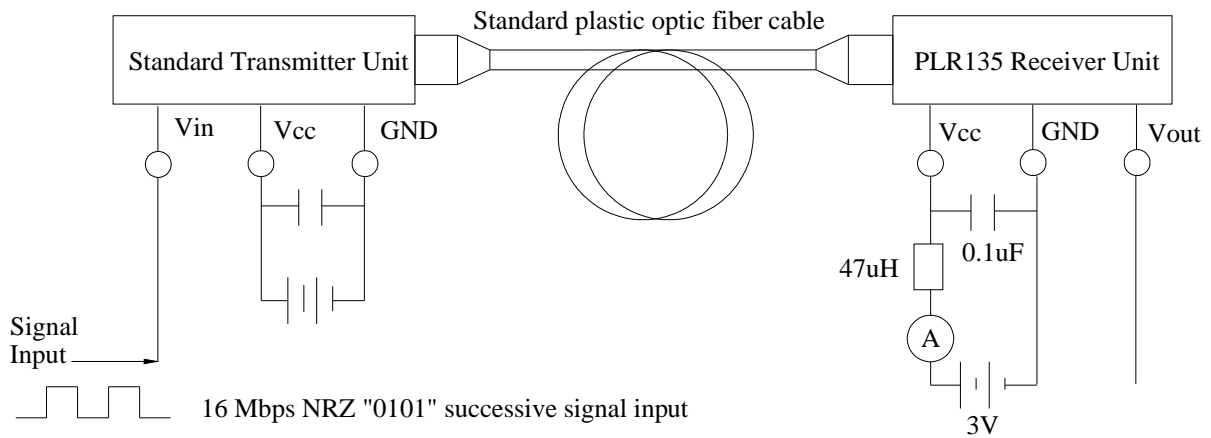 Standard plastic optic fiber cable
Standard Transmitter Unit
PLR135 Receiver Unit
Vin
Vcc
GND
Vcc
GND
Vout
0.1uF
47uH
A
Signal
Input
3V
16 Mbps NRZ "0101" successive signal input